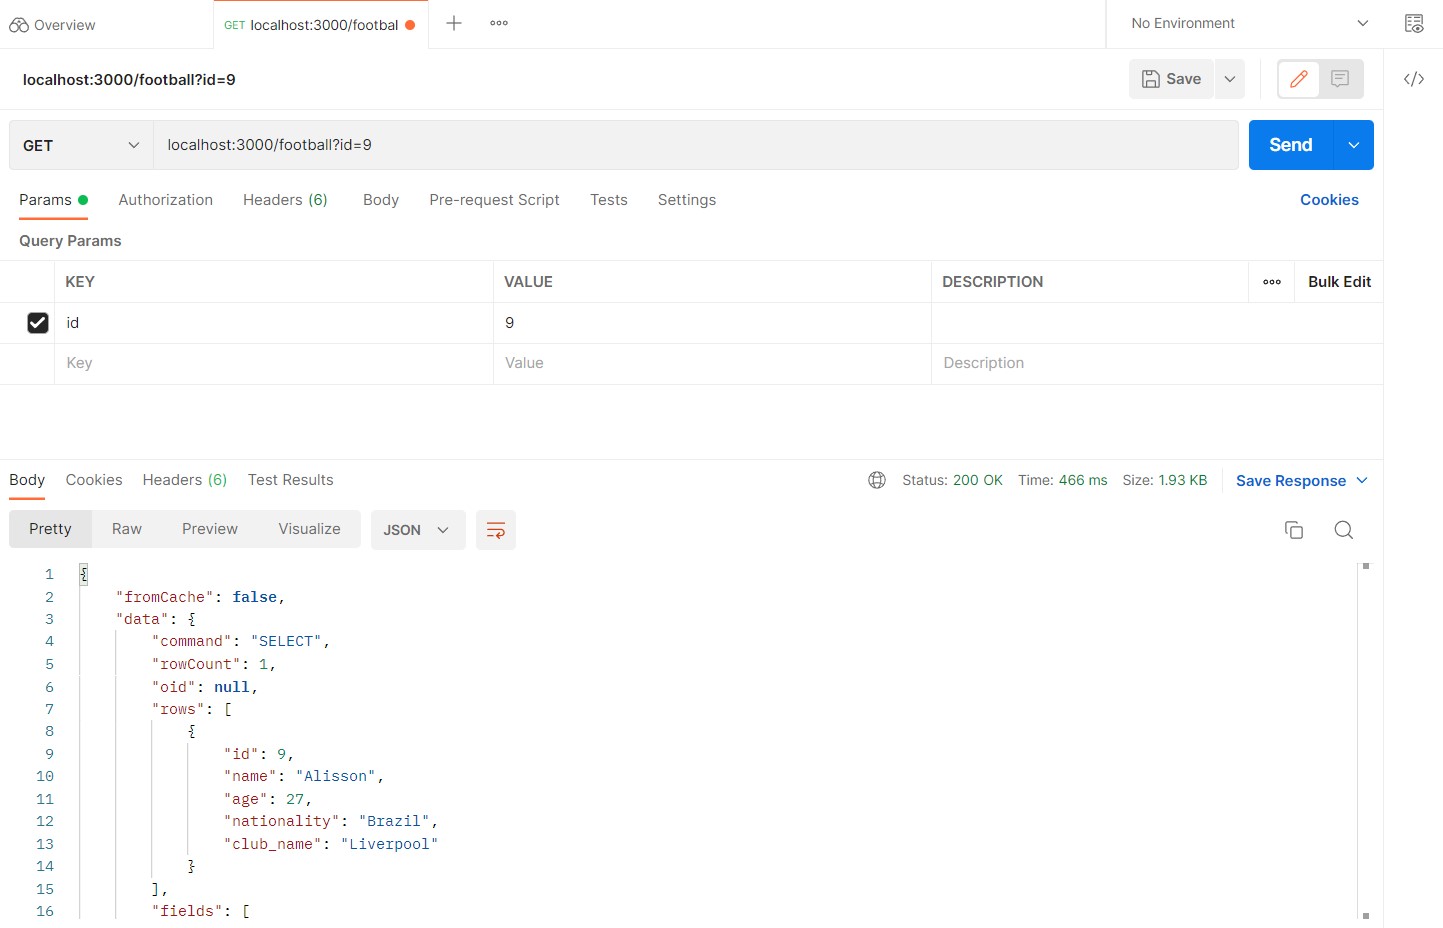 Overview
GET localhost:3000/footbal
No Environment
localhost:3000/football?id=9
Save
GET
localhost:3000/football?id=9
Send
Params Authorization Headers (6) Body Pre-request Script Tests Settings Cookies
Query Params
KEY VALUE DESCRIPTION Bulk Edit
id 9
Key Value Description
Body Cookies Headers (6) Test Results Status: 200 OK Time: 466 ms Size: 1.93 KB Save Response
Pretty Raw Preview Visualize JSON
1 {
2 "fromCache": false,
3 "data": {
4 "command": "SELECT",
5 "rowCount": 1,
6 "oid": null,
7 "rows": [
8 {
9 "id": 9,
10 "name": "Alisson",
11 "age": 27,
12 "nationality": "Brazil",
13 "club_name": "Liverpool"
14 }
15 ],
16 "fields": [